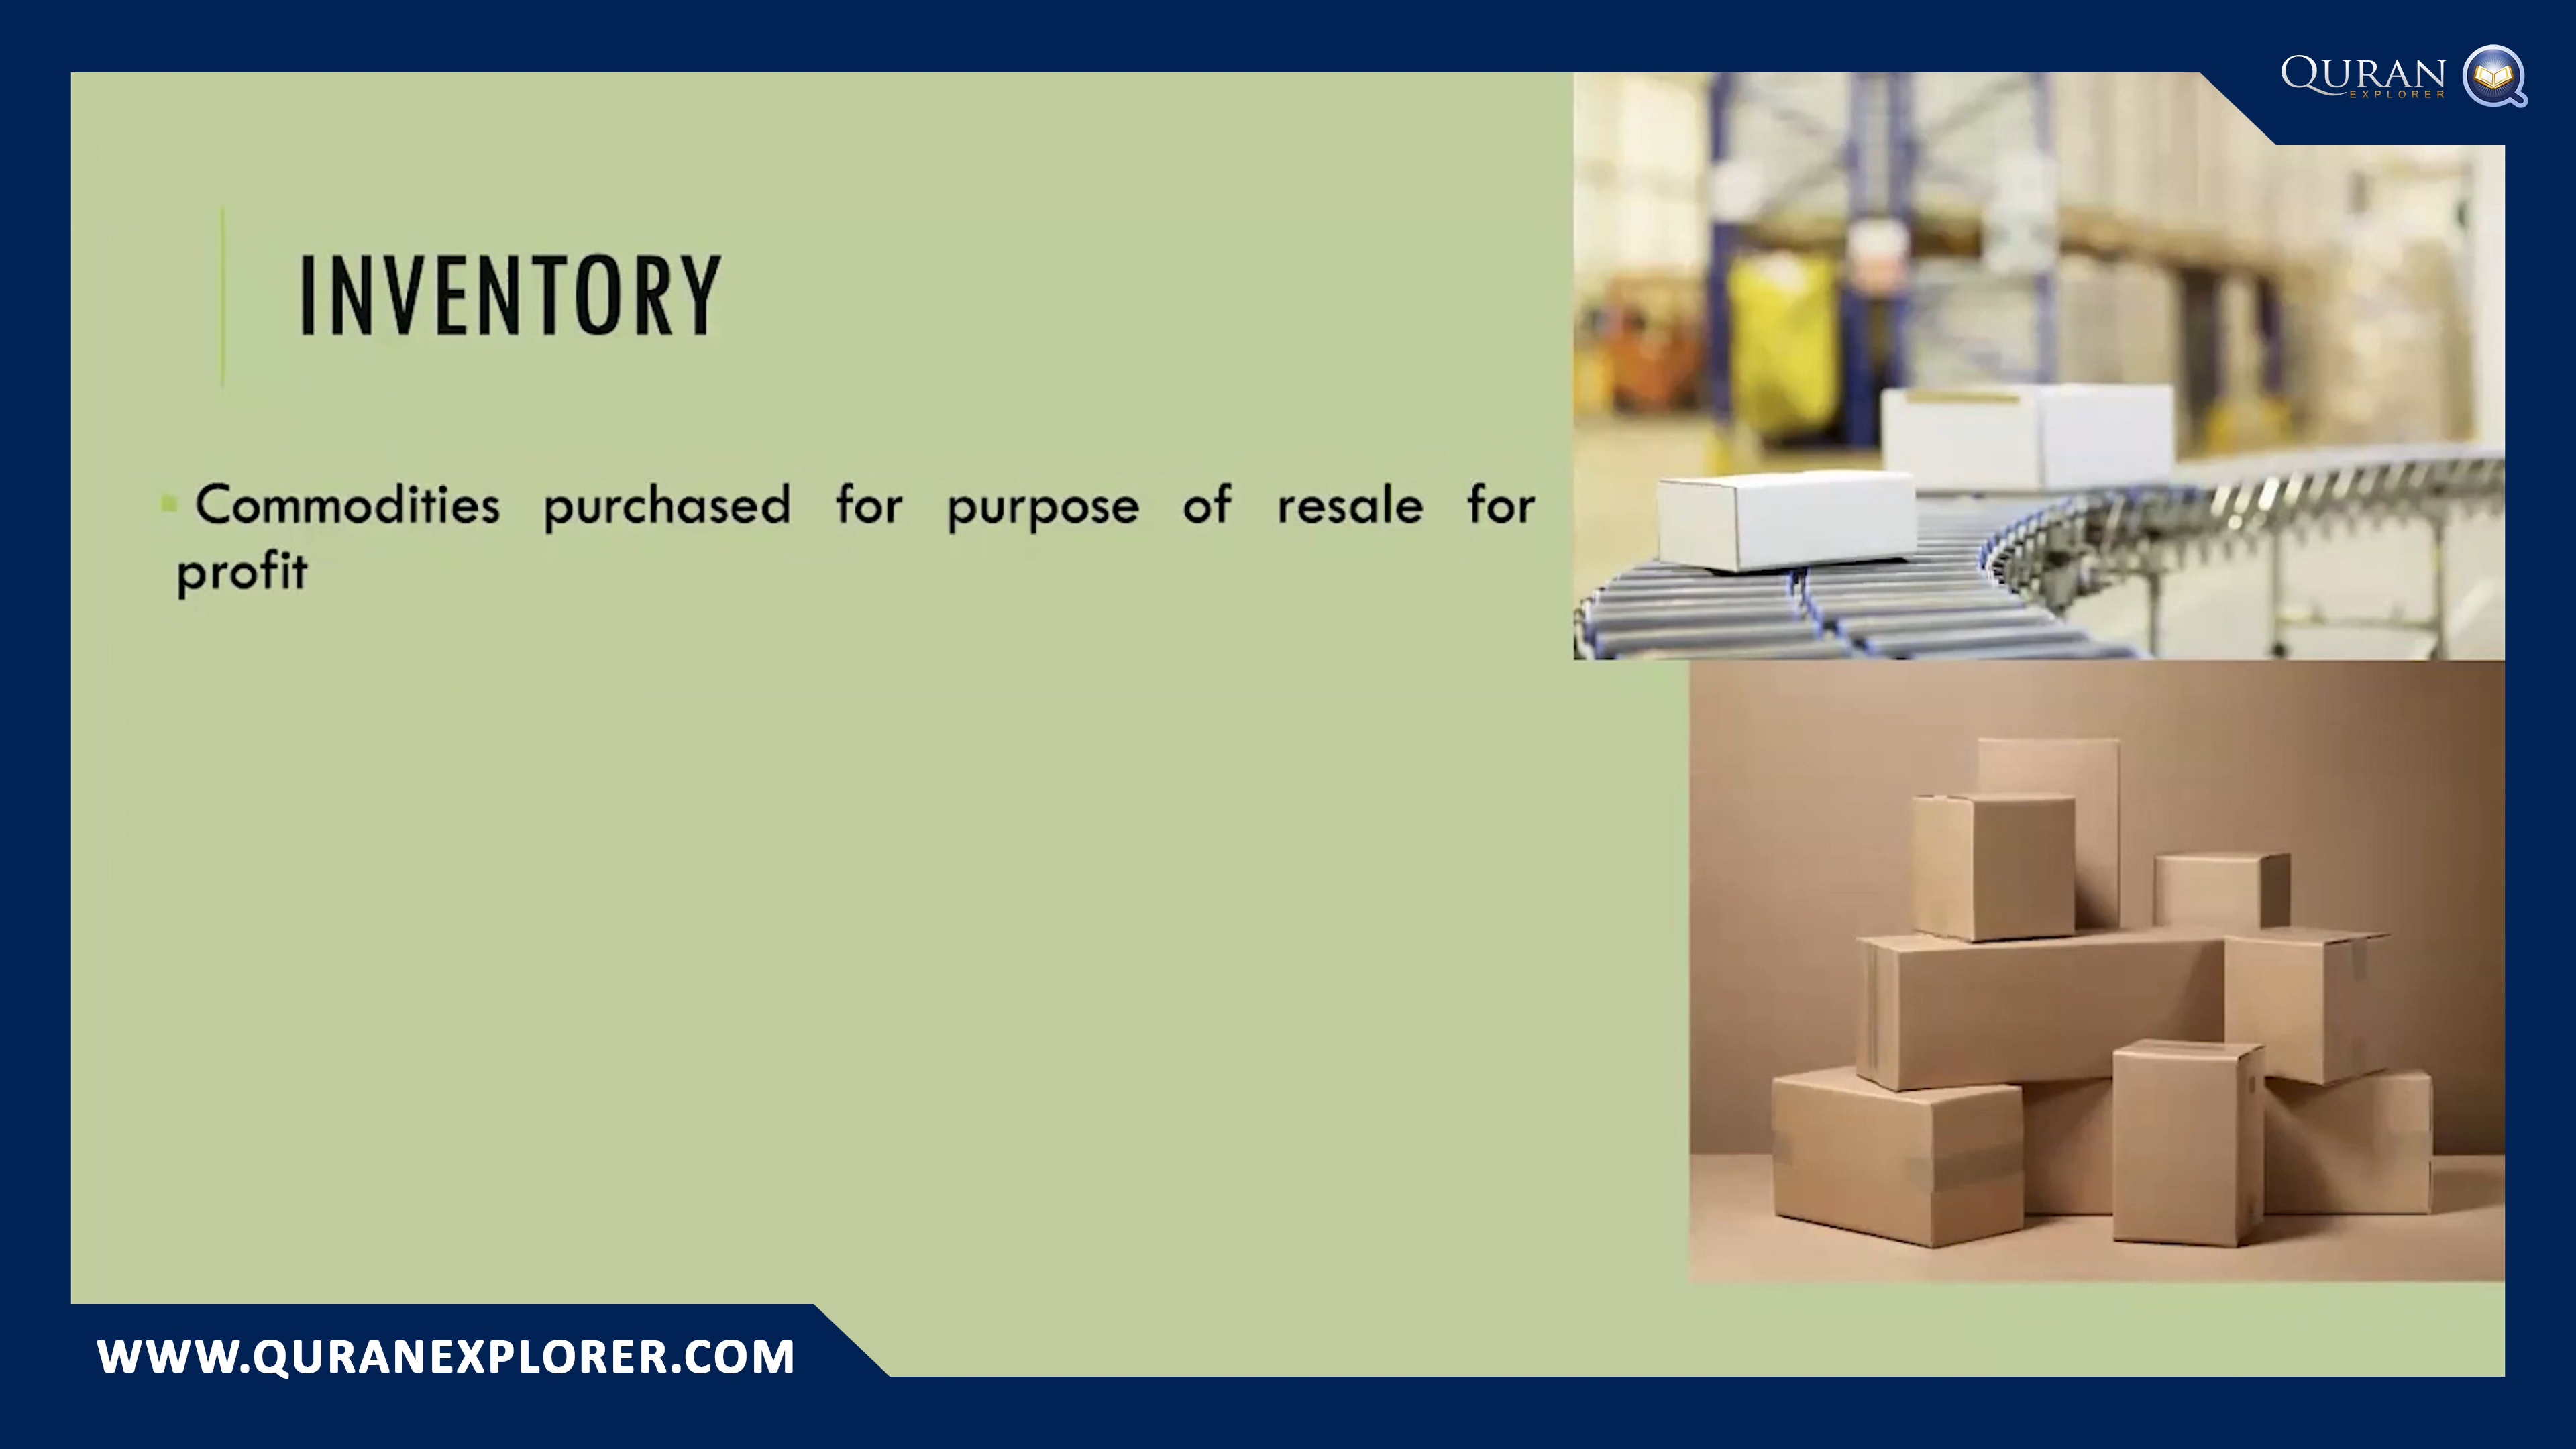 QURAN
EXPLORER
INVENTORY
Commodities purchased for purpose of resale for
profit
WWW.QURANEXPLORER.COM